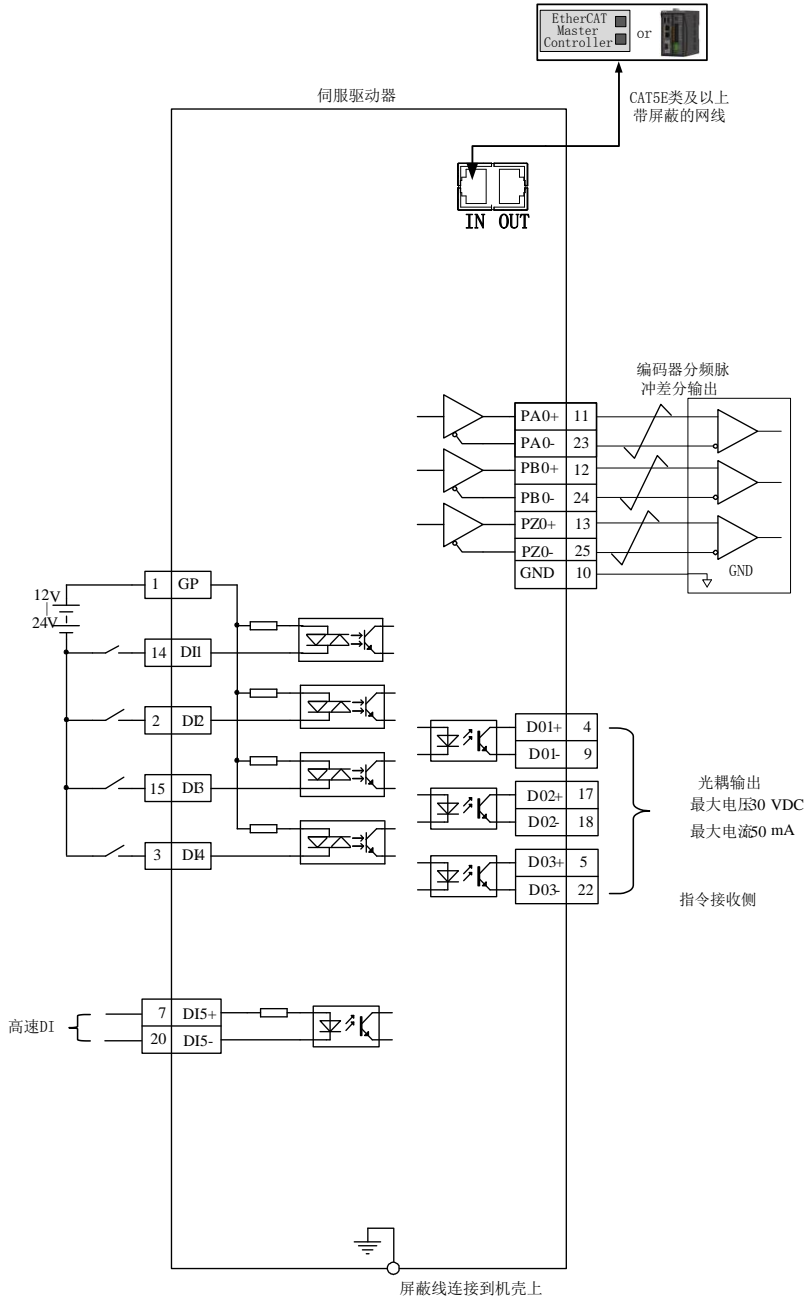 EtherCAT
Master
Controller
or
伺服驱动器
CAT5E类及以上
带屏蔽的网线
IN OUT
编码器分频脉
冲差分输出
PA0+ 11
PA0- 23
PB0+ 12
PB0- 24
PZ0+ 13
PZ0- 25
GND 10
GND
1 GP
12V
24V
14 DI1
2 DI2
15 DI3
3 DI4
D01+ 4
D01- 9
D02+ 17
D02- 18
D03+ 5
D03- 22
光耦输出
最大电压30 VDC
最大电流50 mA
指令接收侧
高速DI
7 DI5+
20 DI5-
屏蔽线连接到机壳上